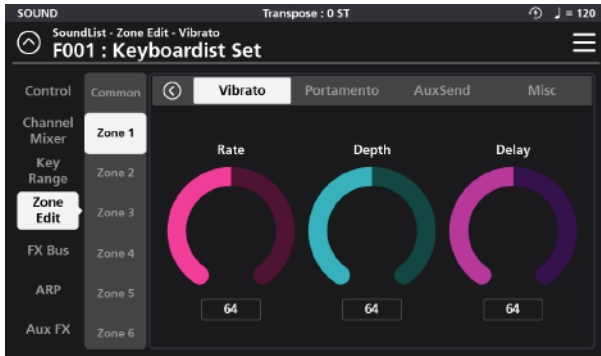 SOUND Transpose : 0 ST ♩ = 120
SoundList - Zone Edit - Vibrato
F001 : Keyboardist Set
Control
Channel
Mixer
Key
Range
Zone
Edit
FX Bus
ARP
Aux FX
Common
Zone 1
Zone 2
Zone 3
Zone 4
Zone 5
Zone 6
Vibrato Portamento AuxSend Misc
Rate Depth Delay
64 64 64